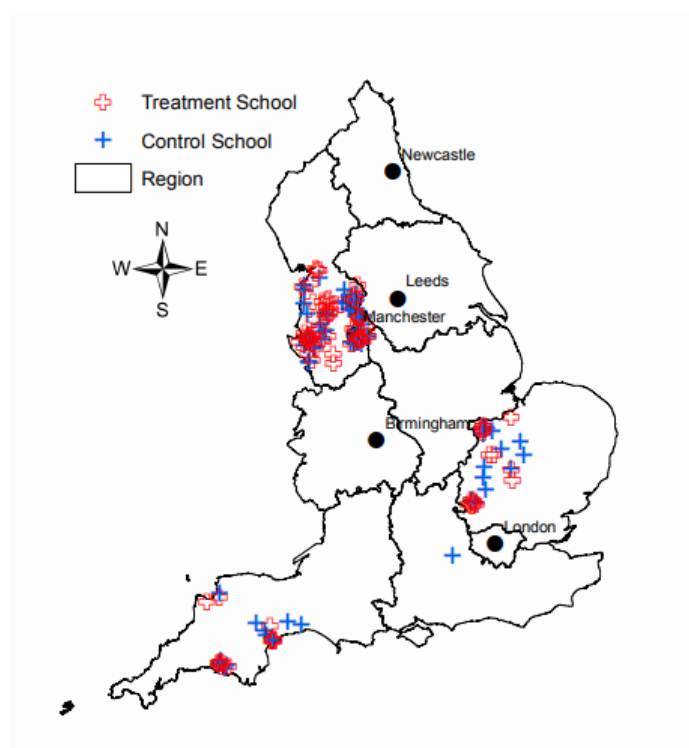 Treatment School
Control School
Region
N
W E
S
Newcastle
Leeds
Manchester
Birmingham
London